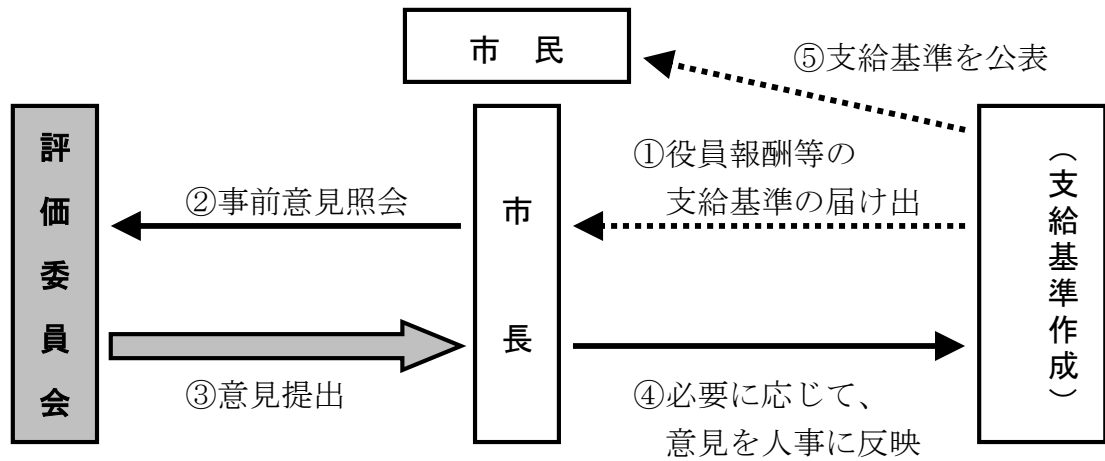 市　民
⑤支給基準を公表
評価委員会
②事前意見照会
市長
①役員報酬等の
支給基準の届け出
（支給基準作成）
③意見提出
④必要に応じて、
意見を人事に反映